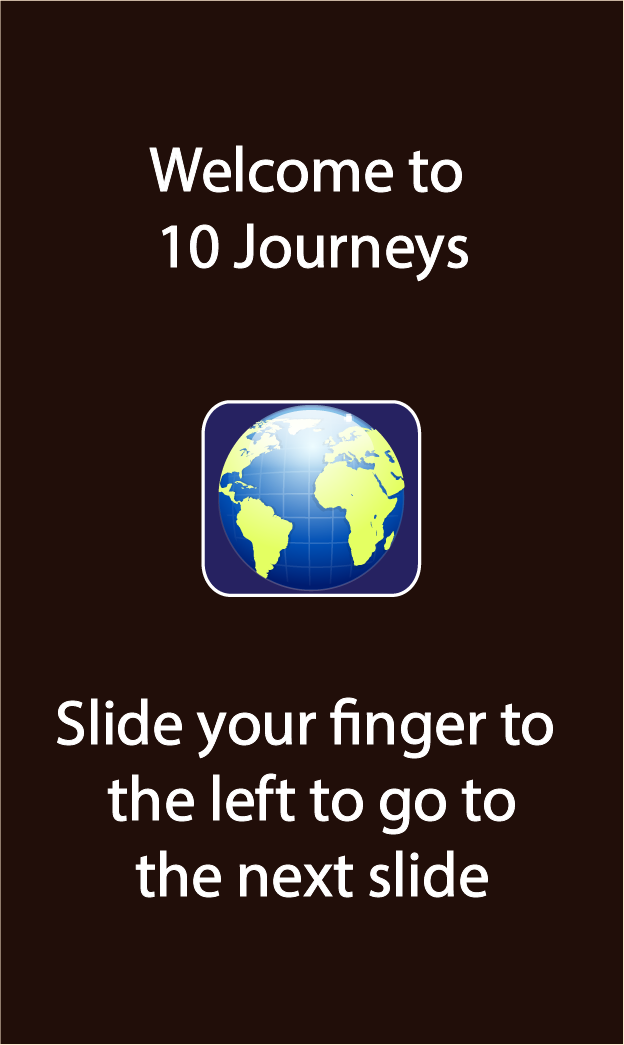 Welcome to
10 Journeys
Slide your finger to
the left to go to
the next slide